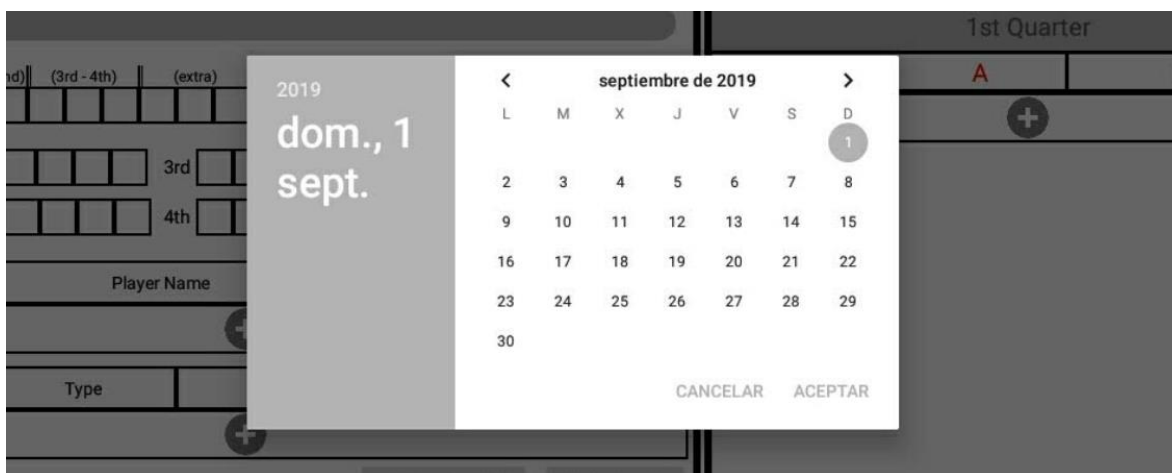 1st Quarter
nd) (3rd - 4th) (extra)
A
3rd
4th
Player Name
Type
2019
dom., 1
sept.
septiembre de 2019
L M X J V S D
1
2 3 4 5 6 7 8
9 10 11 12 13 14 15
16 17 18 19 20 21 22
23 24 25 26 27 28 29
30
CANCELAR ACEPTAR